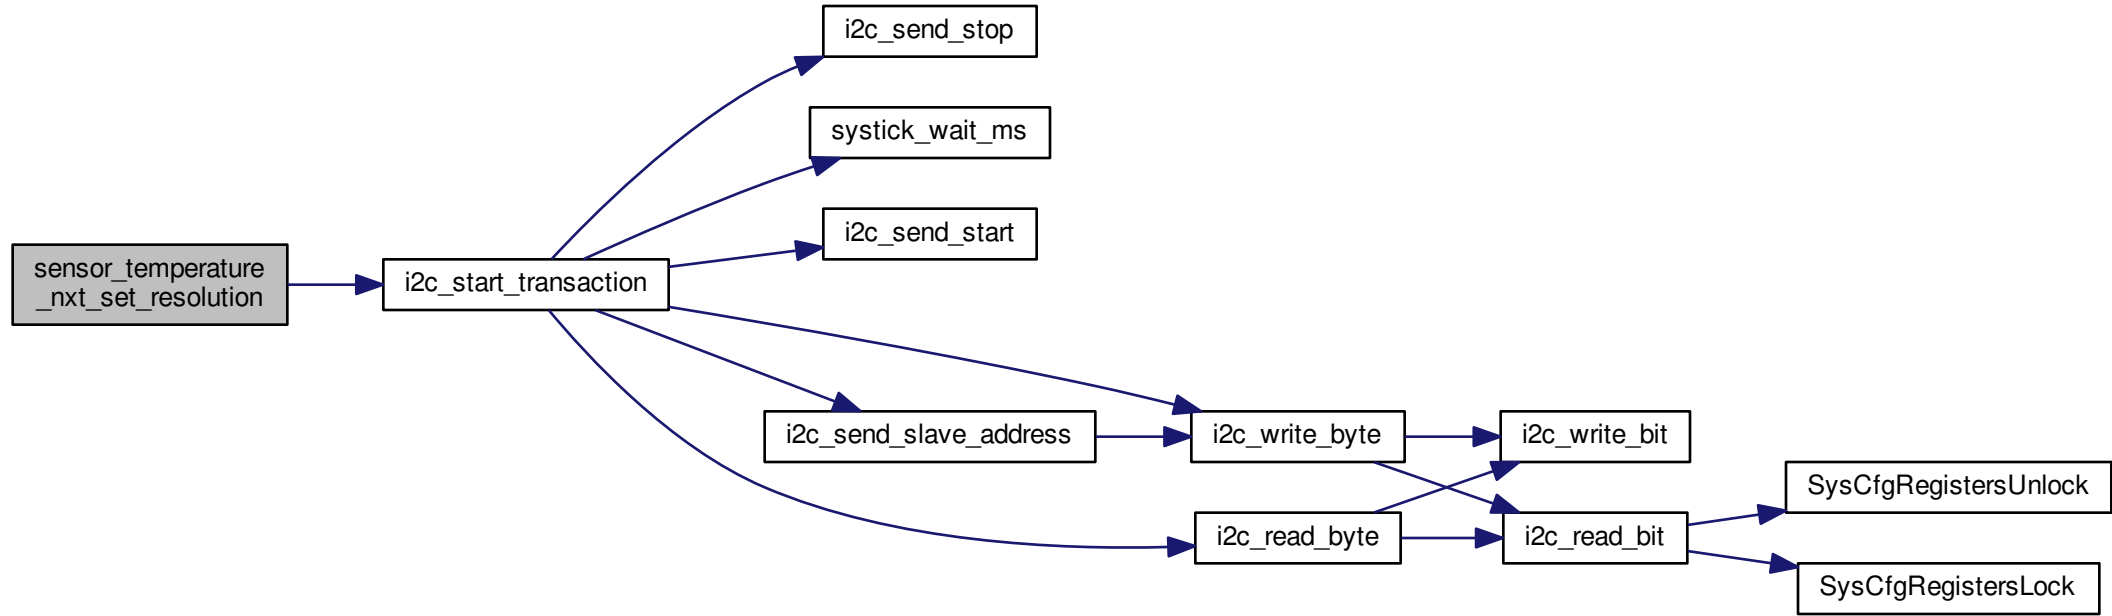 i2c_send_stop
systick_wait_ms
i2c_send_start
sensor_temperature
_nxt_set_resolution
i2c_start_transaction
i2c_send_slave_address
i2c_write_byte
i2c_write_bit
SysCfgRegistersUnlock
i2c_read_byte
i2c_read_bit
SysCfgRegistersLock